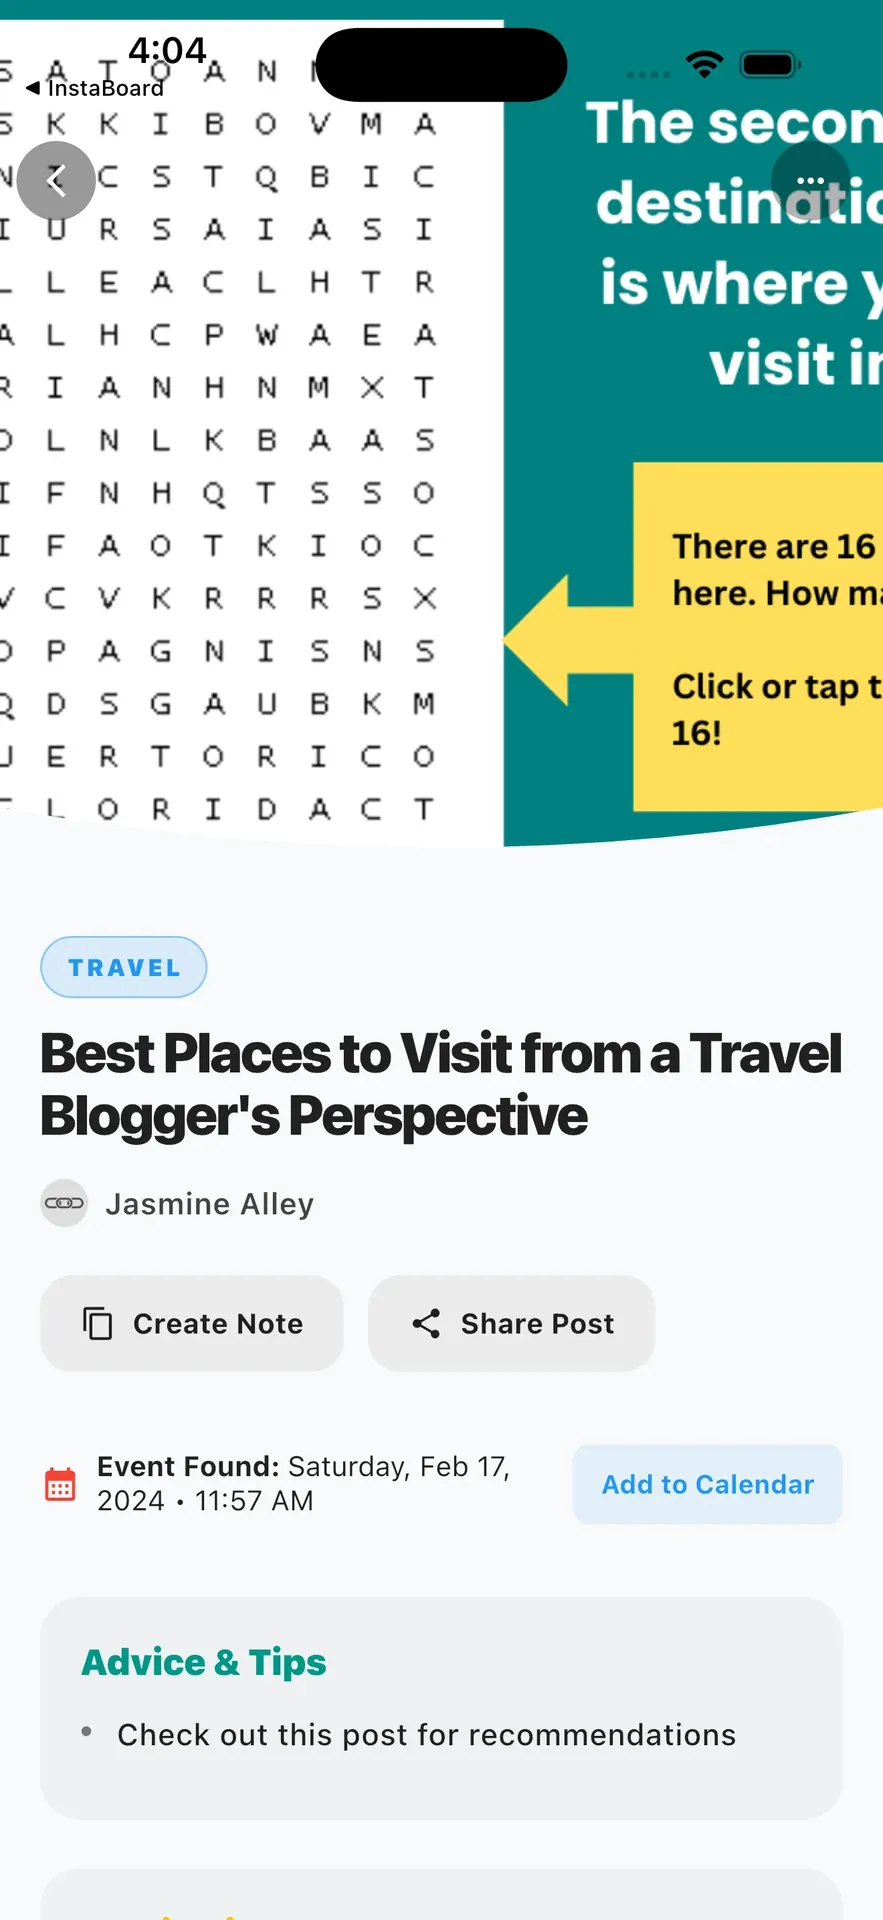 4:04
InstaBoard
S A T O A N
S K K I B O V M A
N I C S T Q B I C
I U R S A I A S I
L L E A C L H T R
A L H C P W A E A
R I A N H N M X T
L N L K B A A S
I F N H Q T S S O
I F A O T K I O C
V C V K R R R S X
P A G N I S N S
Q D S G A U B K M
E R T O R I C O
L O R I D A C T
The secon
destinatio
is where y
visit in
There are 16
here. How ma
Click or tap t
16!
TRAVEL
Best Places to Visit from a Travel
Blogger's Perspective
Jasmine Alley
Create Note
Share Post
Event Found: Saturday, Feb 17,
2024 • 11:57 AM
Add to Calendar
Advice & Tips
• Check out this post for recommendations